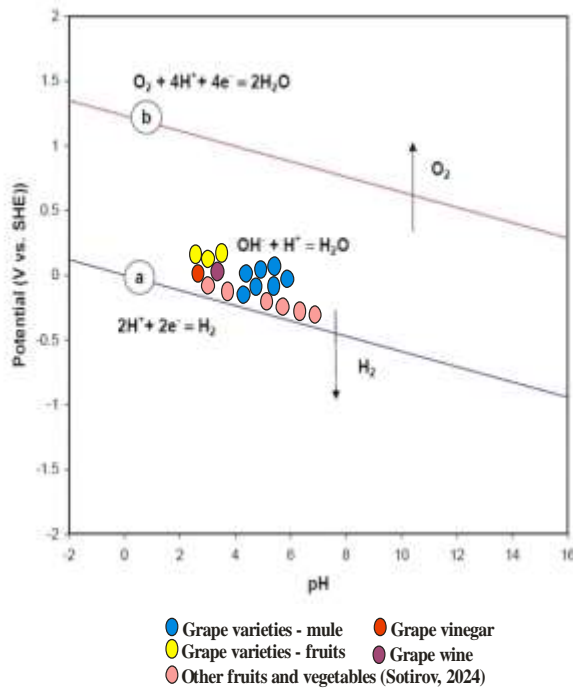 2
1.5
1
0.5
0
-0.5
-1
-1.5
-2
Potential (V vs. SHE))
O₂ + 4H⁺ + 4e⁻ = 2H₂O
b
O₂
OH⁻ + H⁺ = H₂O
a
2H⁺ + 2e⁻ = H₂
H₂
-2 0 2 4 6 8 10 12 14 16
pH
Grape varieties - mule
Grape vinegar
Grape varieties - fruits
Grape wine
Other fruits and vegetables (Sotirov, 2024)